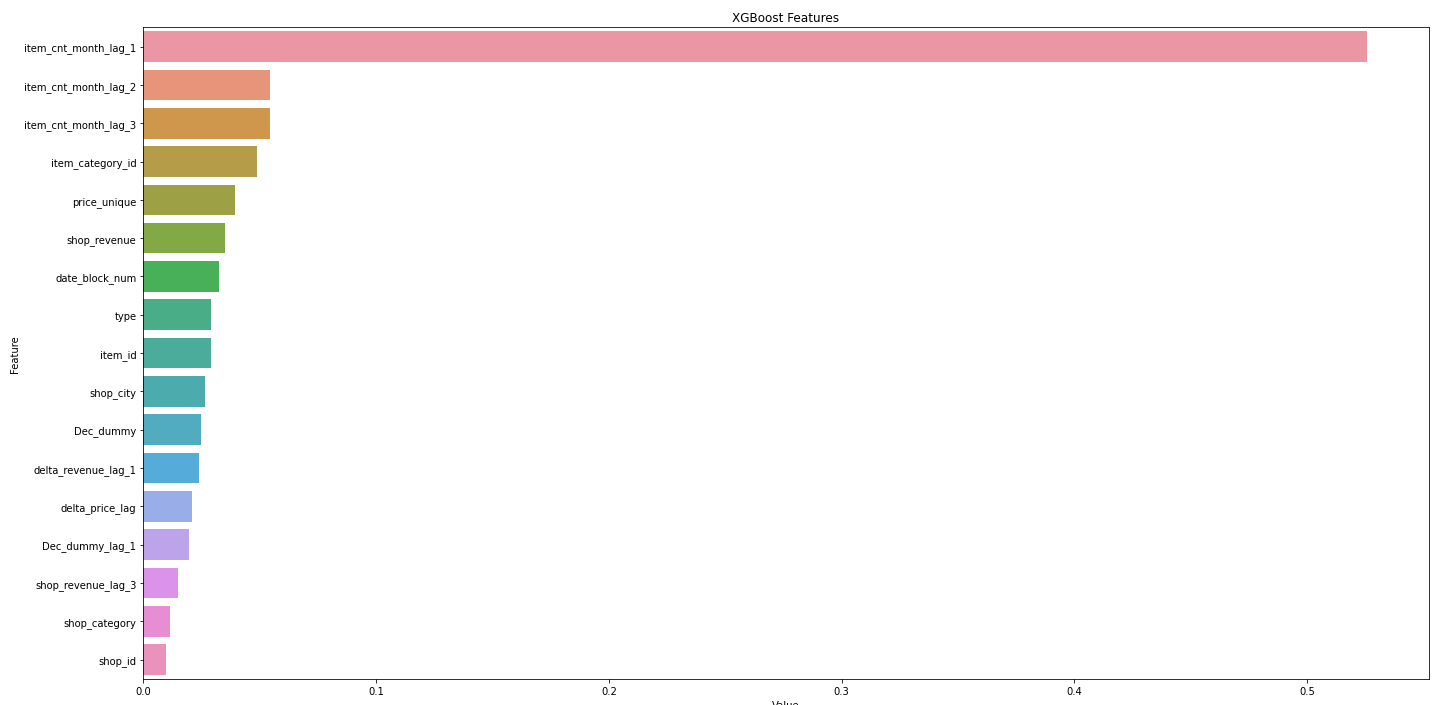 XGBoost Features
item_cnt_month_lag_1
item_cnt_month_lag_2
item_cnt_month_lag_3
item_category_id
price_unique
shop_revenue
date_block_num
type
item_id
shop_city
Dec_dummy
delta_revenue_lag_1
delta_price_lag
Dec_dummy_lag_1
shop_revenue_lag_3
shop_category
shop_id
Feature
0.0 0.1 0.2 0.3 0.4 0.5
Value